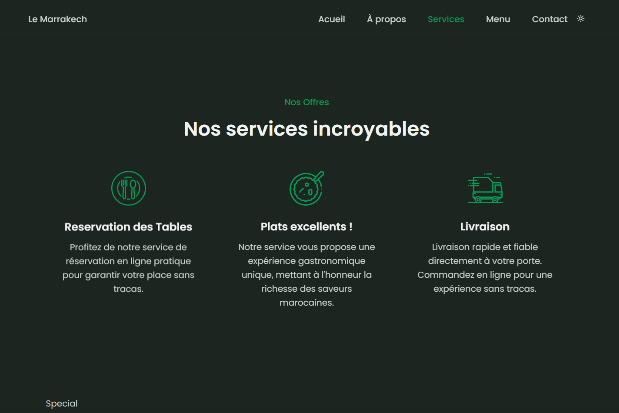 Le Marrakech
Acueil
À propos
Services
Menu
Contact
Nos Offres
Nos services incroyables
Reservation des Tables
Profitez de notre service de
réservation en ligne pratique
pour garantir votre place sans
tracas.
Plats excellents !
Notre service vous propose une
expérience gastronomique
unique, mettant à l'honneur la
richesse des saveurs
marocaines.
Livraison
Livraison rapide et fiable
directement à votre porte.
Commandez en ligne pour une
expérience sans tracas.
Special